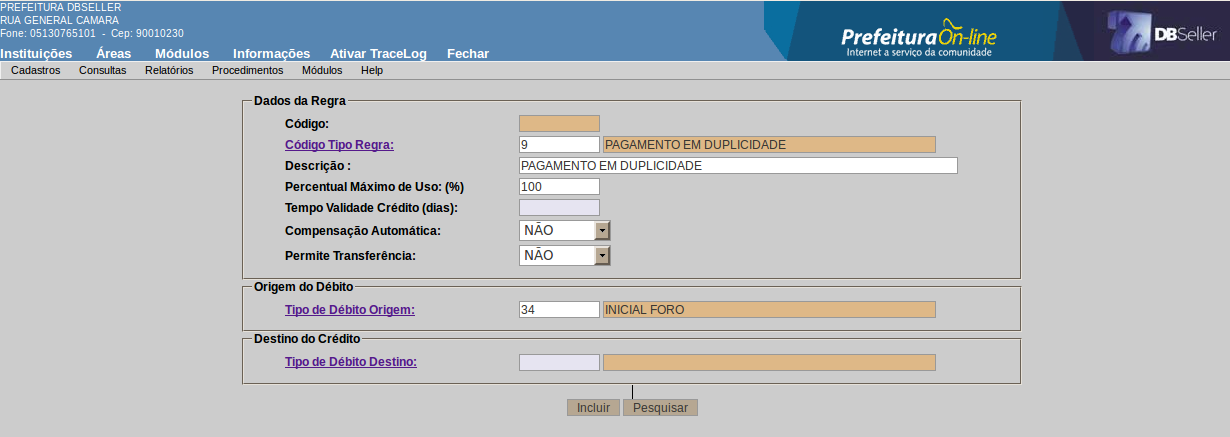 PREFEITURA DBSELLER
RUA GENERAL CAMARA
Fone: 05130765101 - Cep: 90010230
Instituições Áreas Módulos Informações Ativar TraceLog Fechar
Prefeitura On-line
Internet a serviço da comunidade
DBSeller
Cadastros Consultas Relatórios Procedimentos Módulos Help
Dados da Regra
Código:
Código Tipo Regra: 9 PAGAMENTO EM DUPLICIDADE
Descrição : PAGAMENTO EM DUPLICIDADE
Percentual Máximo de Uso: (%) 100
Tempo Validade Crédito (dias):
Compensação Automática: NÃO
Permite Transferência: NÃO
Origem do Débito
Tipo de Débito Origem: 34 INICIAL FORO
Destino do Crédito
Tipo de Débito Destino:
Incluir Pesquisar